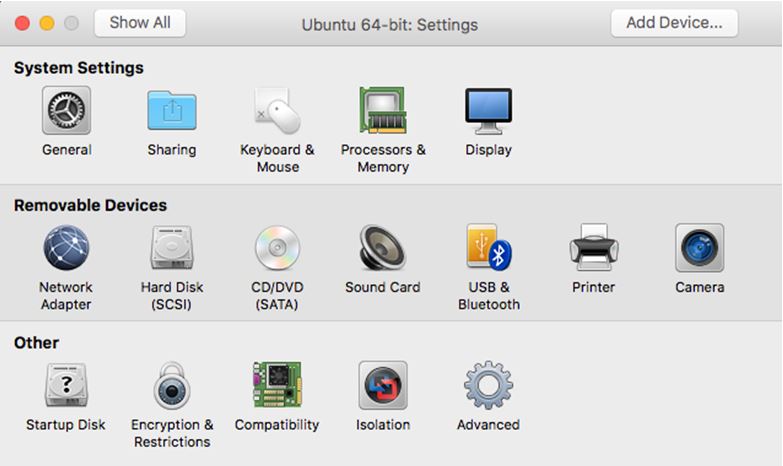 Show All
Ubuntu 64-bit: Settings
Add Device...
System Settings
General
Sharing
Keyboard &
Mouse
Processors &
Memory
Display
Removable Devices
Network
Adapter
Hard Disk
(SCSI)
CD/DVD
(SATA)
Sound Card
USB &
Bluetooth
Printer
Camera
Other
?
Startup Disk
Encryption &
Restrictions
Compatibility
Isolation
Advanced